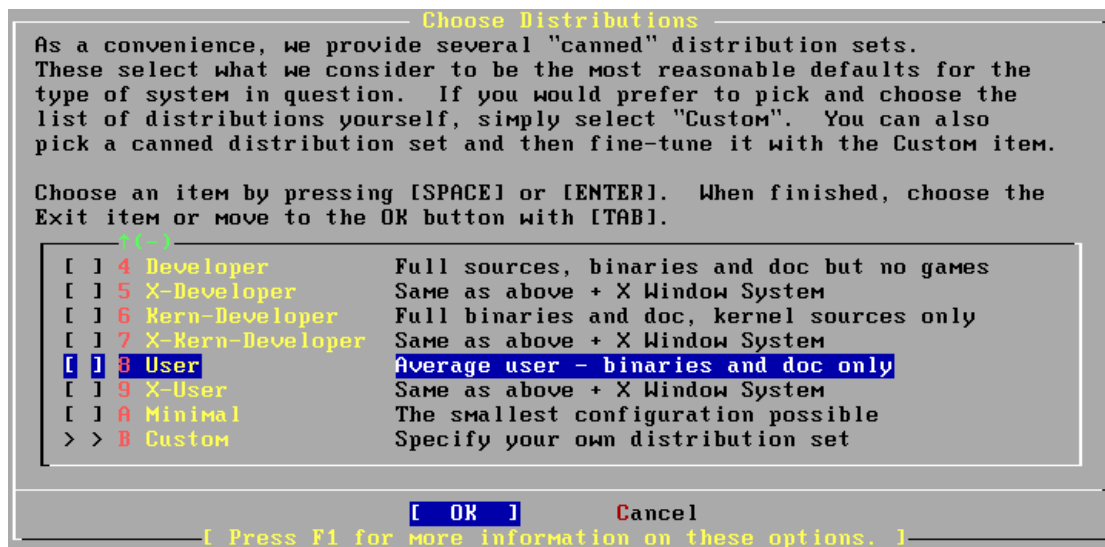 Choose Distributions
As a convenience, we provide several "canned" distribution sets.
These select what we consider to be the most reasonable defaults for the
type of system in question.  If you would prefer to pick and choose the
list of distributions yourself, simply select "Custom".  You can also
pick a canned distribution set and then fine-tune it with the Custom item.
Choose an item by pressing [SPACE] or [ENTER].  When finished, choose the
Exit item or move to the OK button with [TAB].
↑(-)
[ ] 4 Developer Full sources, binaries and doc but no games
[ ] 5 X-Developer Same as above + X Window System
[ ] 6 Kern-Developer Full binaries and doc, kernel sources only
[ ] 7 X-Kern-Developer Same as above + X Window System
[ ] 8 User Average user - binaries and doc only
[ ] 9 X-User Same as above + X Window System
[ ] A Minimal The smallest configuration possible
> > B Custom Specify your own distribution set
[ OK ] Cancel
[ Press F1 for more information on these options. ]